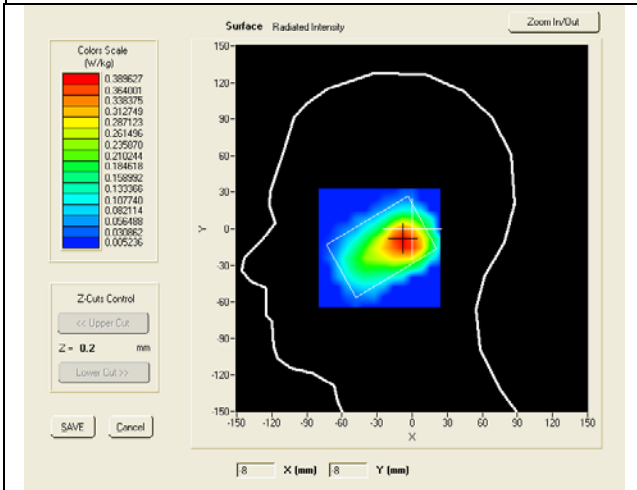 Surface Radiated Intensity
Zoom In/Out
Colors Scale
(W/kg)
0.389627
0.364001
0.338375
0.312749
0.287123
0.261496
0.235870
0.210244
0.184618
0.158992
0.133366
0.107740
0.082114
0.056488
0.030862
0.005236
Z-Cuts Control
<< Upper Cut
Z = 0.2 mm
Lower Cut >>
SAVE Cancel
150
120
90
60
30
0
-30
-60
-90
-120
-150
Y
-150 -120 -90 -60 -30 0 30 60 90 120 150
X
-8 X (mm) -8 Y (mm)